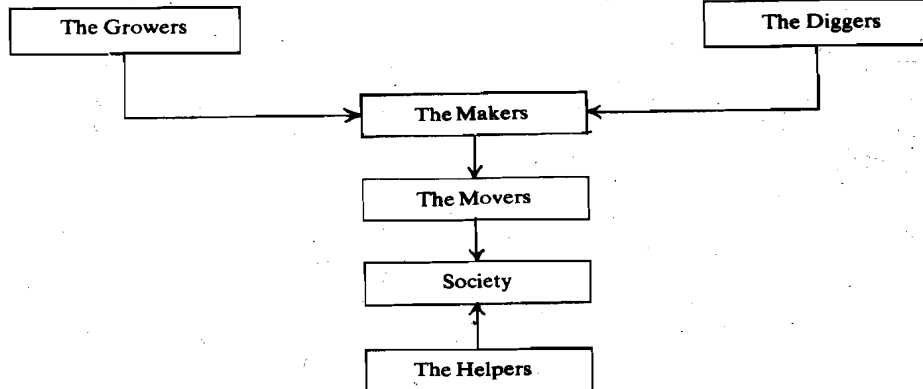 The Growers
The Diggers
The Makers
The Movers
Society
The Helpers